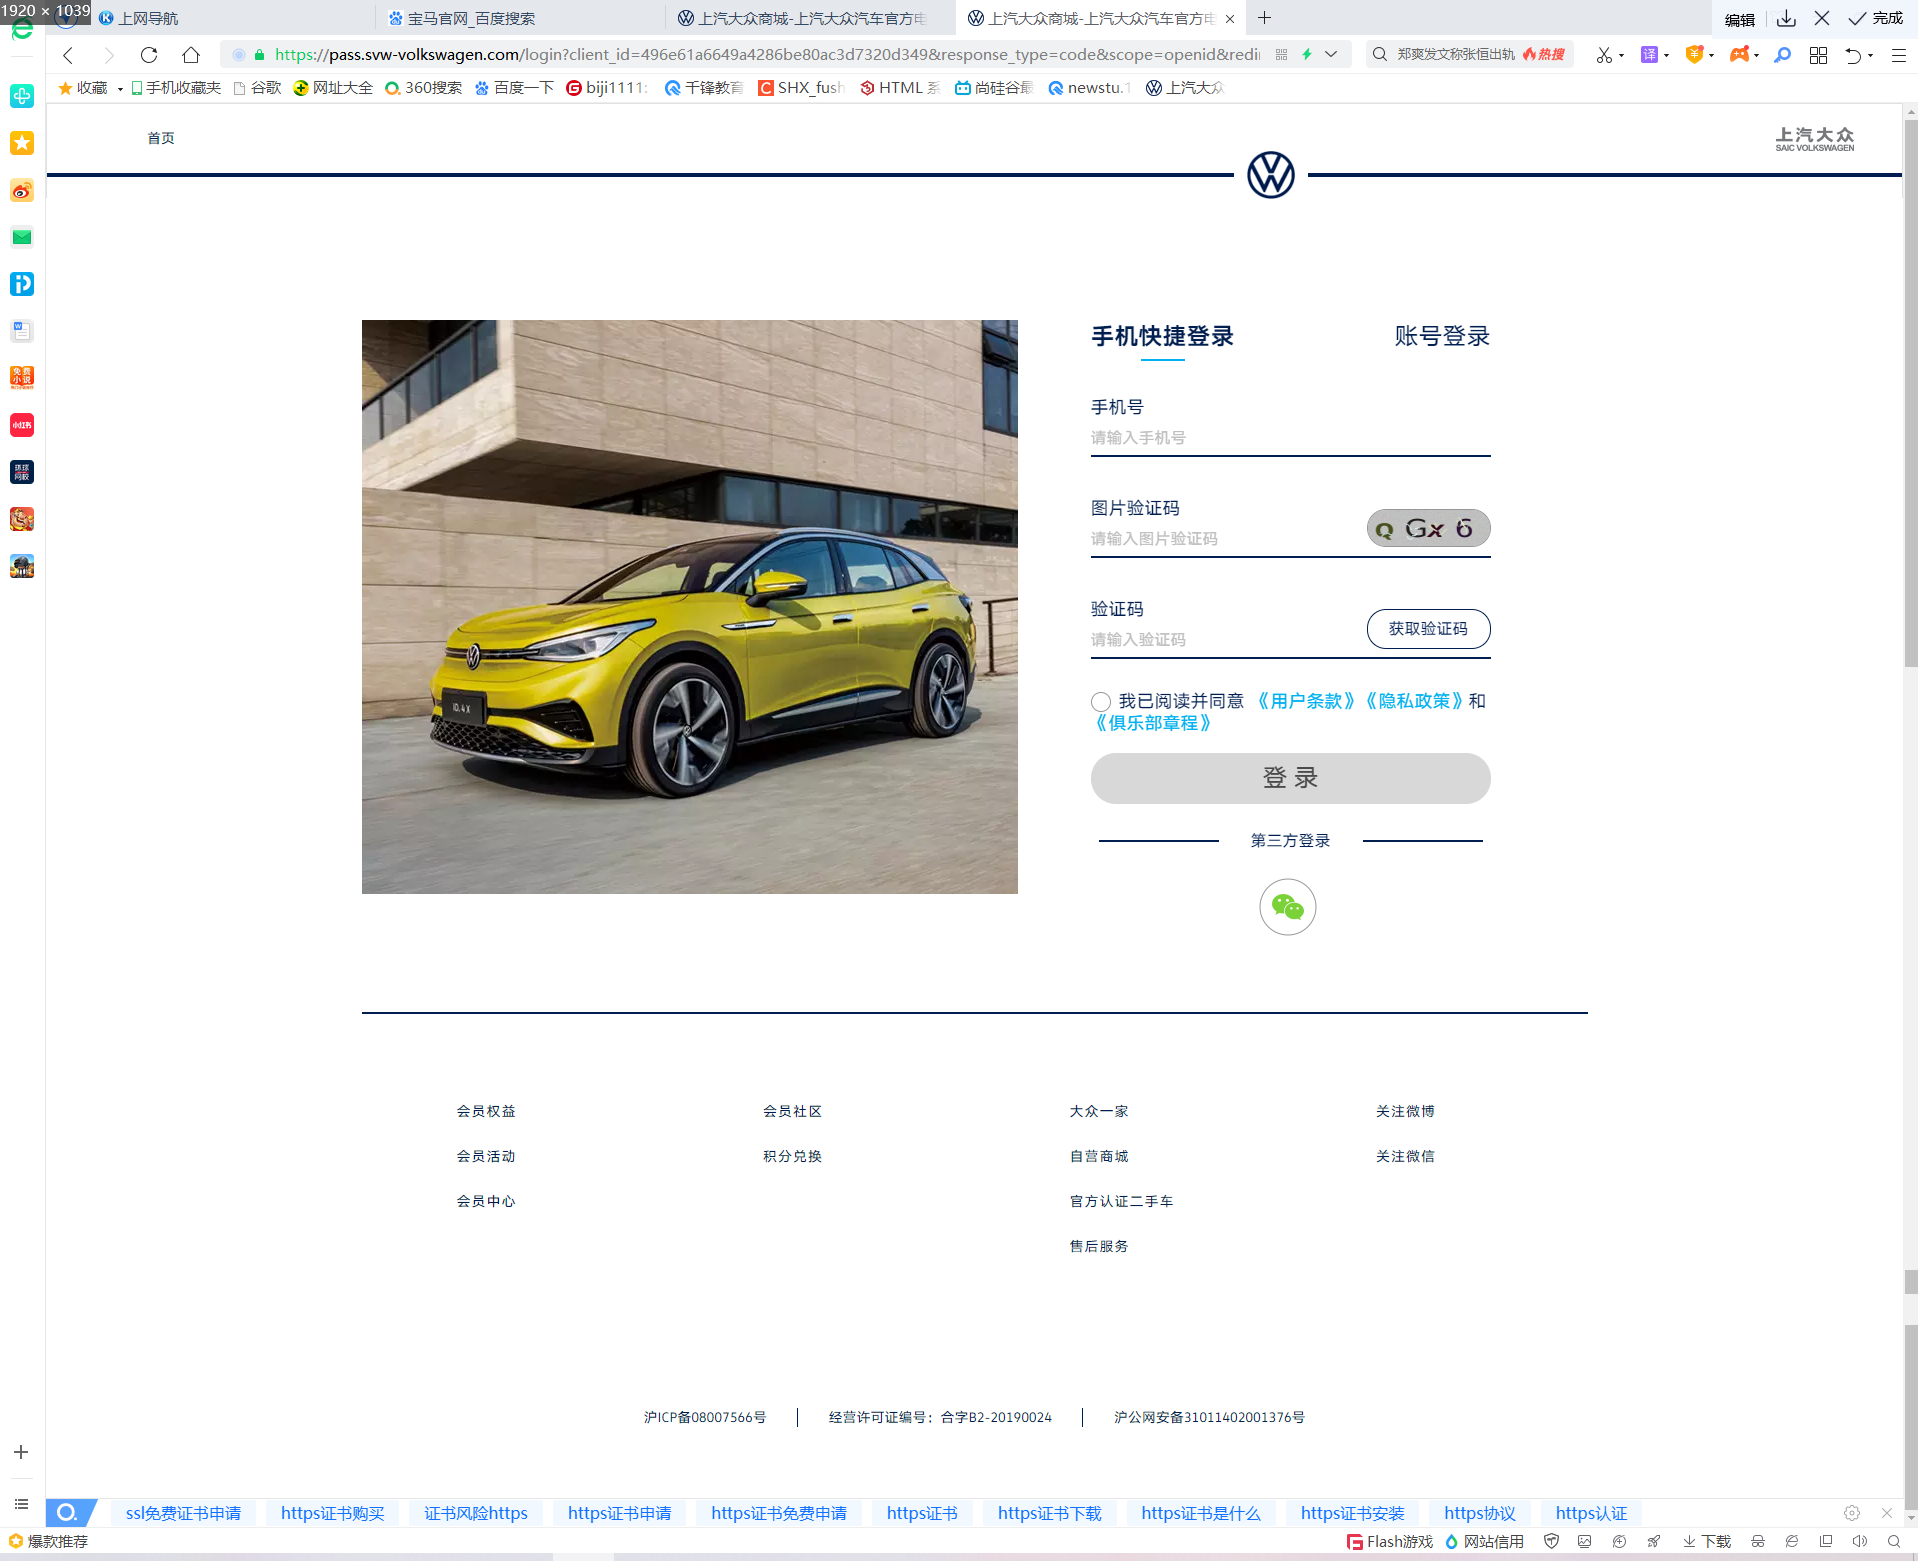 1920 × 1039
上网导航
宝马官网_百度搜索
上汽大众商城-上汽大众汽车官方电
上汽大众商城-上汽大众汽车官方电
编辑
完成
https://pass.svw-volkswagen.com/login?client_id=496e61a6649a4286be80ac3d7320d349&response_type=code&scope=openid&redi
郑爽发文称张恒出轨
热搜
译
收藏
手机收藏夹
谷歌
网址大全
360搜索
百度一下
biji1111:
千锋教育
SHX_fush
HTML 系
尚硅谷最
newstu.1
上汽大众
首页
上汽大众
SAIC VOLKSWAGEN
免费
小说
小红书
环球
网校
手机快捷登录
账号登录
手机号
请输入手机号
图片验证码
请输入图片验证码
Q Gx 6
验证码
请输入验证码
获取验证码
我已阅读并同意 《用户条款》《隐私政策》和
《俱乐部章程》
登 录
第三方登录
ID.4 X
会员权益
会员社区
大众一家
关注微博
会员活动
积分兑换
自营商城
关注微信
会员中心
官方认证二手车
售后服务
沪ICP备08007566号
经营许可证编号：合字B2-20190024
沪公网安备31011402001376号
ssl免费证书申请
https证书购买
证书风险https
https证书申请
https证书免费申请
https证书
https证书下载
https证书是什么
https证书安装
https协议
https认证
爆款推荐
Flash游戏
网站信用
下载